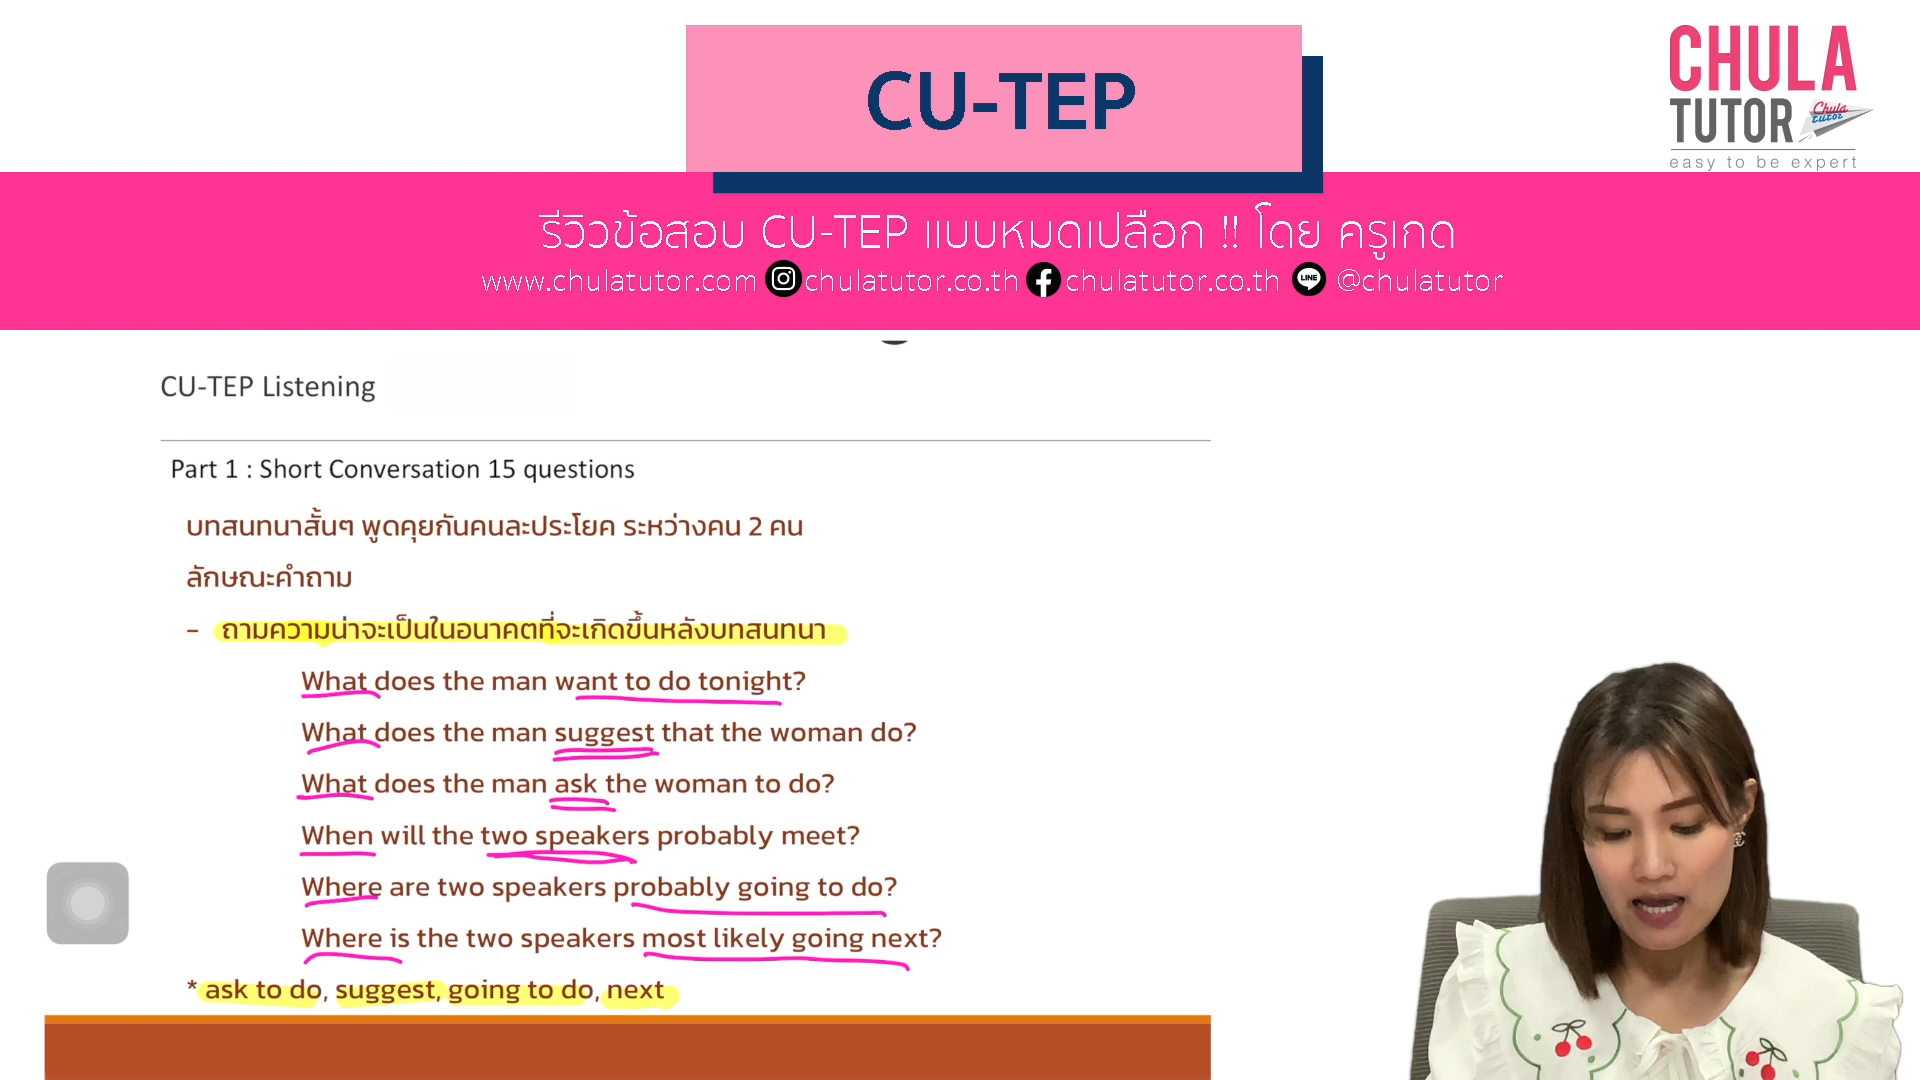 CU-TEP
CHULA
TUTOR
Chula
tutor
easy to be expert
รีวิวข้อสอบ CU-TEP แบบหมดเปลือก !! โดย ครูเกด
www.chulatutor.com chulatutor.co.th chulatutor.co.th LINE @chulatutor
CU-TEP Listening
Part 1 : Short Conversation 15 questions
บทสนทนาสั้นๆ พูดคุยกันคนละประโยค ระหว่างคน 2 คน
ลักษณะคำถาม
- ถามความน่าจะเป็นในอนาคตที่จะเกิดขึ้นหลังบทสนทนา
What does the man want to do tonight?
What does the man suggest that the woman do?
What does the man ask the woman to do?
When will the two speakers probably meet?
Where are two speakers probably going to do?
Where is the two speakers most likely going next?
* ask to do, suggest, going to do, next